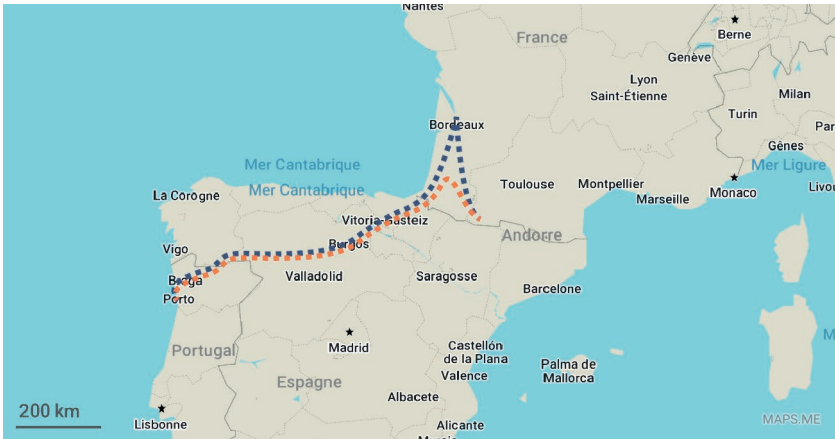 Nantes
Berne
France
Genève
Lyon
Saint-Étienne
Milan
Turin
Par
Bordeaux
Gênes
Mer Ligure
Mer Cantabrique
Mer Cantabrique
La Corogne
Toulouse
Montpellier
Marseille
Monaco
Livou
Vitoria-Gasteiz
Andorre
Vigo
Burgos
Braga
Valladolid
Saragosse
Barcelone
Porto
M
Madrid
Portugal
Castellón
de la Plana
Valence
Palma de
Mallorca
Espagne
Albacete
200 km
Lisbonne
Alicante
MAPS.ME